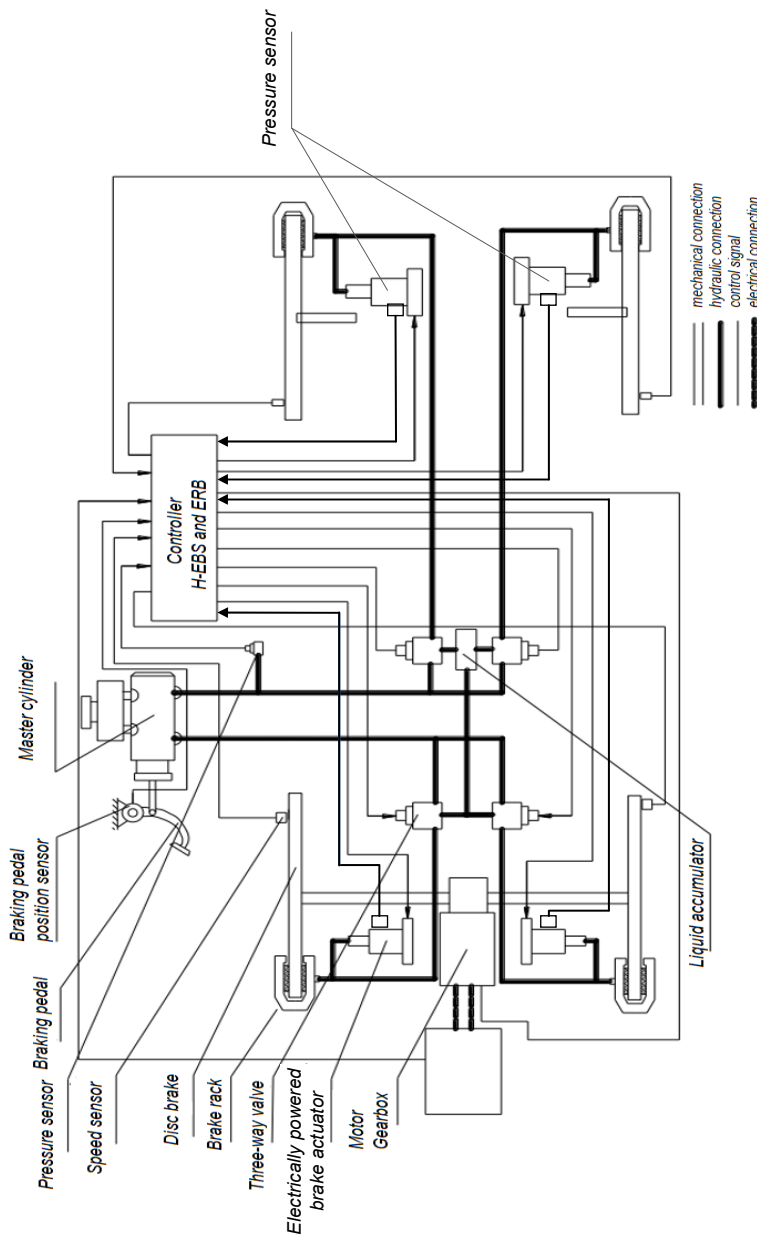 Pressure sensor
Master cylinder
Controller
H-EBS and ERB
Braking pedal
position sensor
Braking pedal
Pressure sensor
Speed sensor
Disc brake
Brake rack
Three-way valve
Electrically powered
brake actuator
Motor
Gearbox
Liquid accumulator
mechanical connection
hydraulic connection
control signal
electrical connection